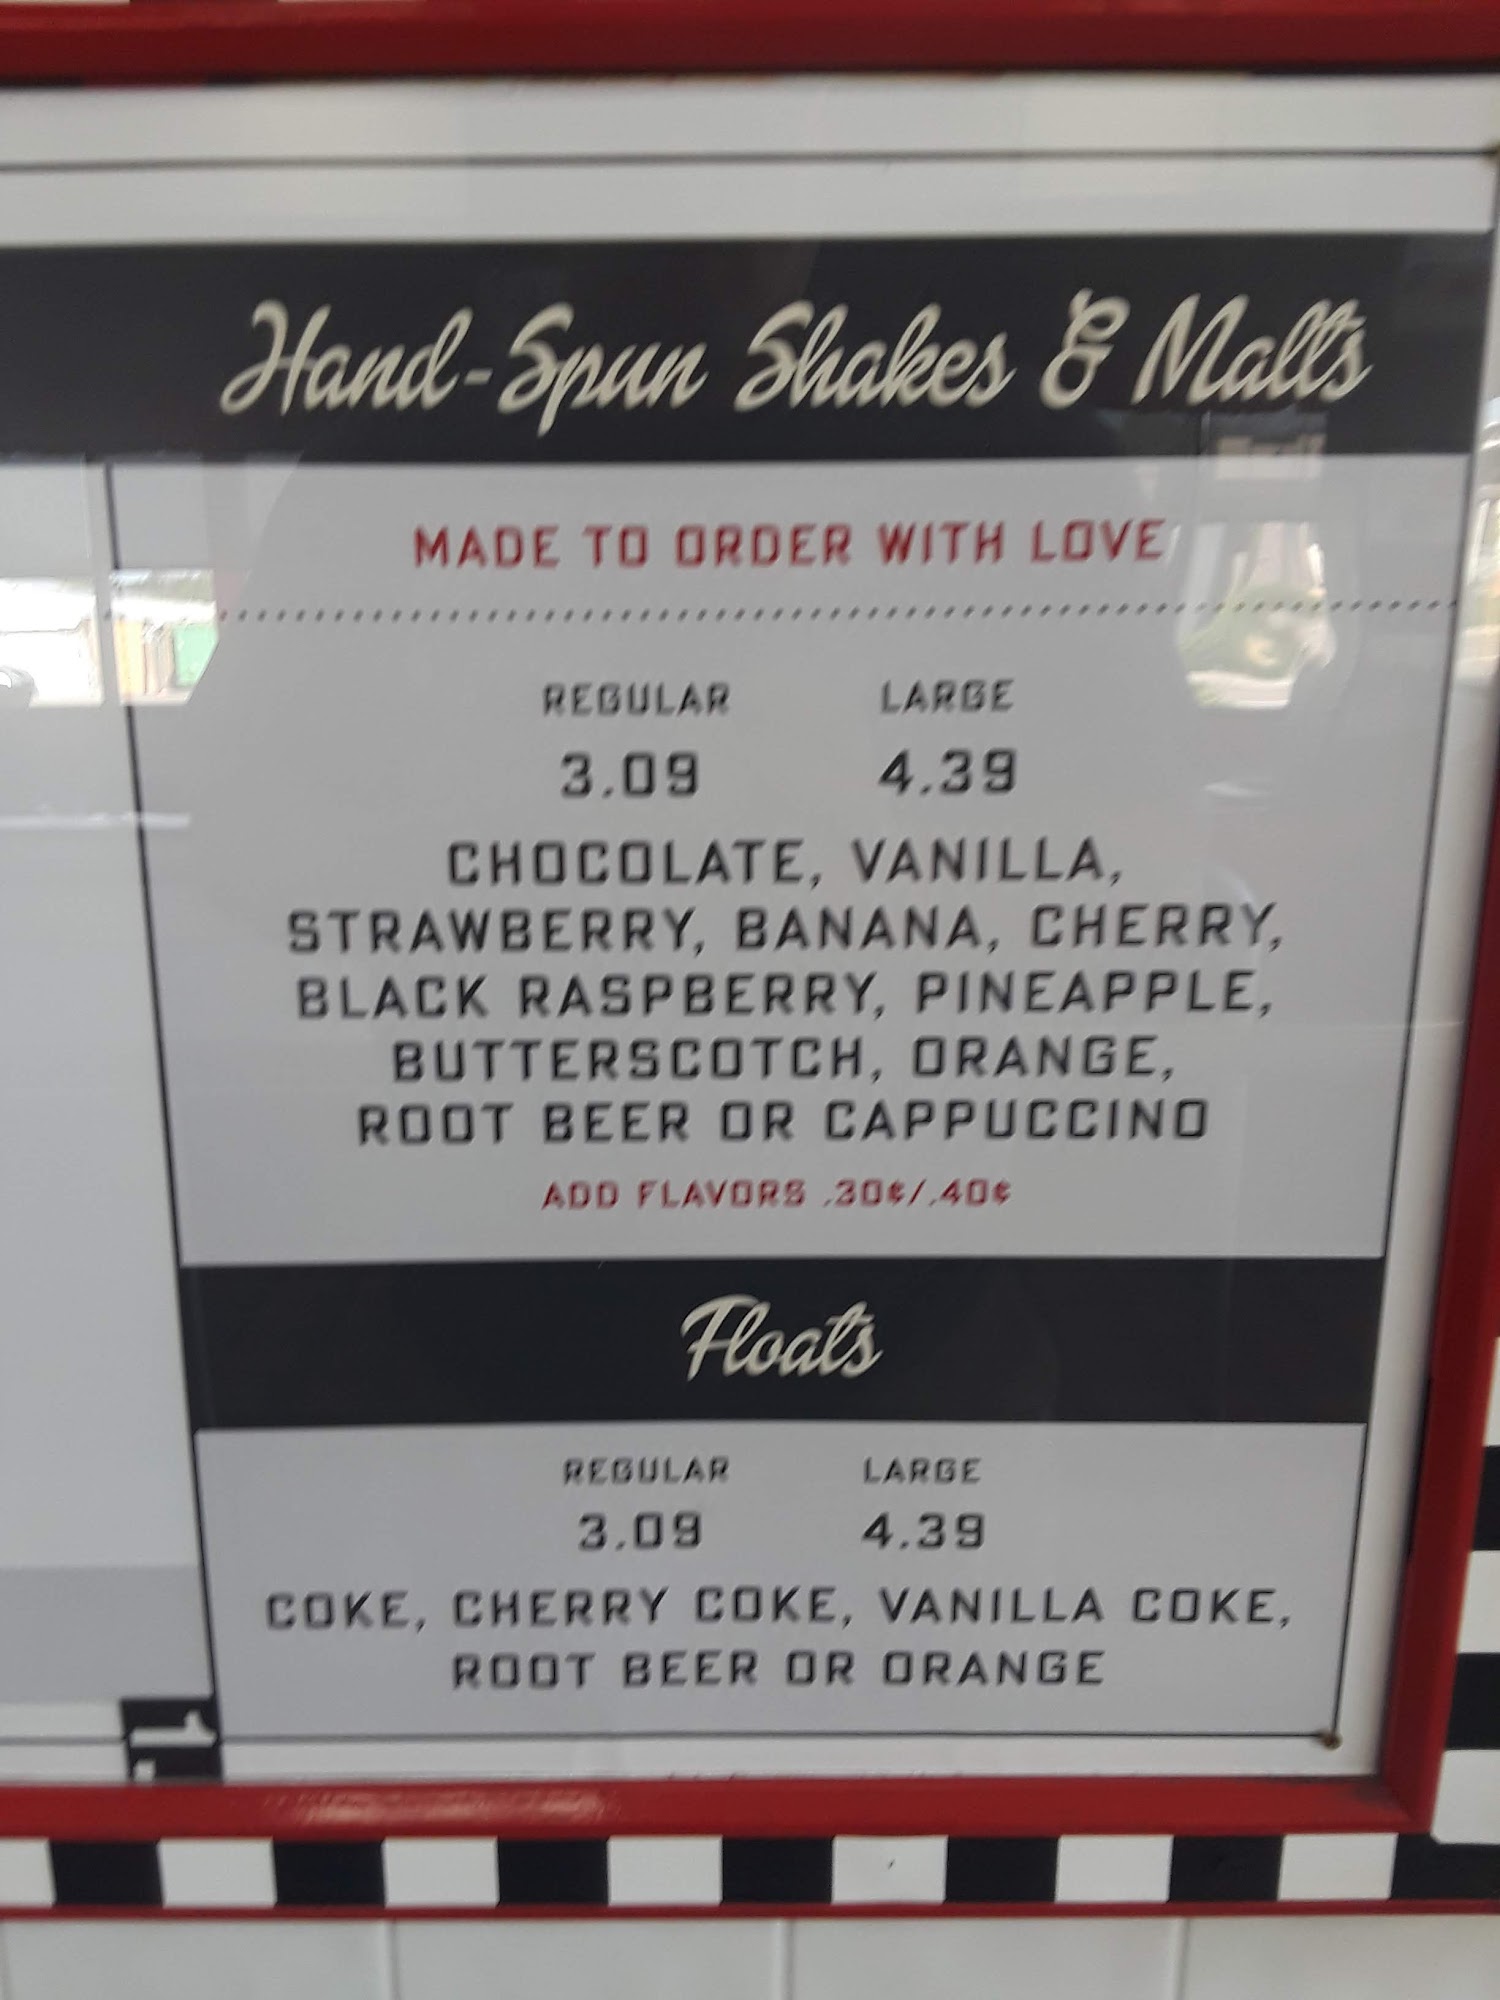 Hand-Spun Shakes & Malts
MADE TO ORDER WITH LOVE
REGULAR LARGE
3.09 4.39
CHOCOLATE, VANILLA,
STRAWBERRY, BANANA, CHERRY,
BLACK RASPBERRY, PINEAPPLE,
BUTTERSCOTCH, ORANGE,
ROOT BEER OR CAPPUCCINO
ADD FLAVORS .30¢/.40¢
Floats
REGULAR LARGE
3.09 4.39
COKE, CHERRY COKE, VANILLA COKE,
ROOT BEER OR ORANGE